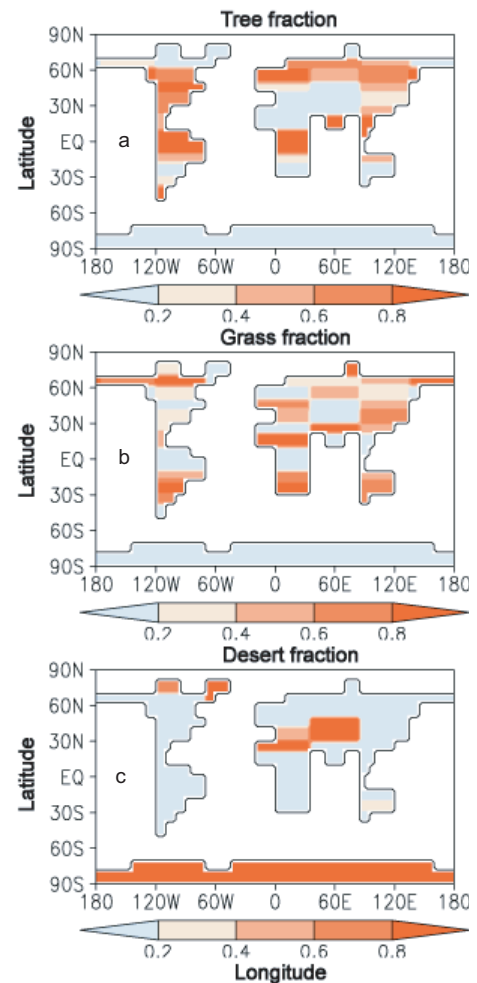 Tree fraction
90N
60N
30N
EQ
30S
60S
90S
Latitude
a
180 120W 60W 0 60E 120E 180
0.2 0.4 0.6 0.8
Grass fraction
90N
60N
30N
EQ
30S
60S
90S
Latitude
b
180 120W 60W 0 60E 120E 180
0.2 0.4 0.6 0.8
Desert fraction
90N
60N
30N
EQ
30S
60S
90S
Latitude
c
180 120W 60W 0 60E 120E 180
0.2 0.4 0.6 0.8
Longitude